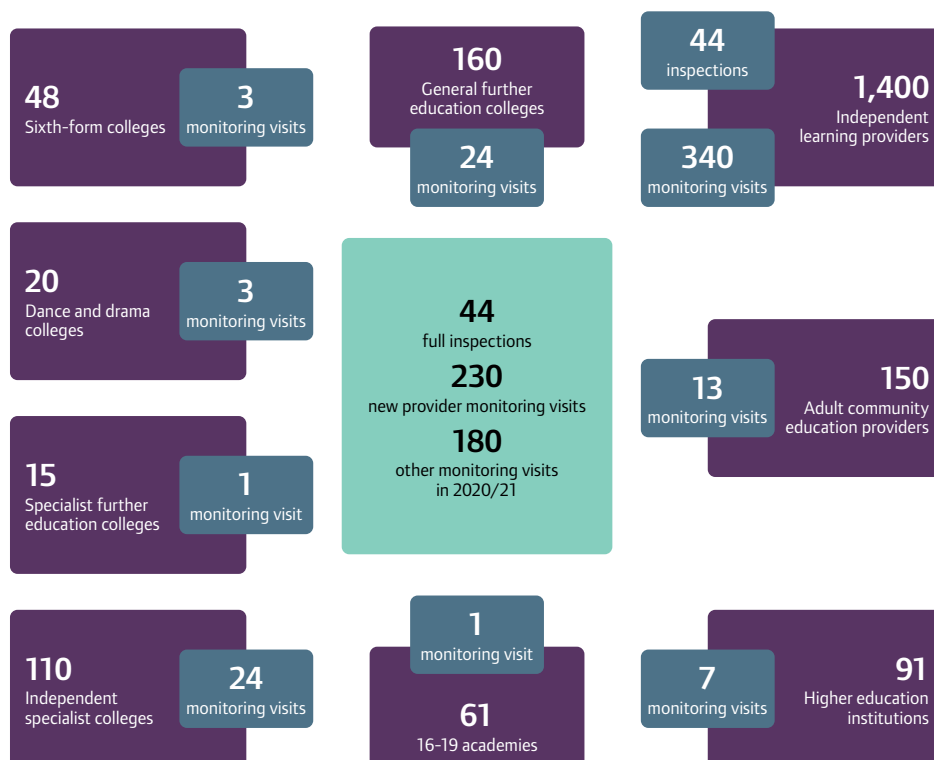 48
Sixth-form colleges
3
monitoring visits
160
General further
education colleges
24
monitoring visits
44
inspections
1,400
Independent
learning providers
340
monitoring visits
20
Dance and drama
colleges
3
monitoring visits
44
full inspections
230
new provider monitoring visits
180
other monitoring visits
in 2020/21
13
monitoring visits
150
Adult community
education providers
15
Specialist further
education colleges
1
monitoring visit
110
Independent
specialist colleges
24
monitoring visits
1
monitoring visit
61
16-19 academies
7
monitoring visits
91
Higher education
institutions